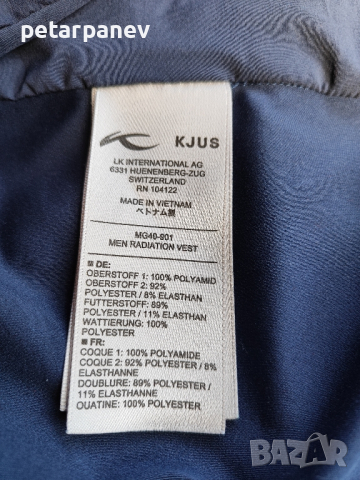 petarpanev
KJUS
LK INTERNATIONAL AG
6331 HUENENBERG-ZUG
SWITZERLAND
RN 104122
MADE IN VIETNAM
ベトナム製
MG40-901
MEN RADIATION VEST
DE:
OBERSTOFF 1: 100% POLYAMID
OBERSTOFF 2: 92%
POLYESTER / 8% ELASTHAN
FUTTERSTOFF: 89%
POLYESTER / 11% ELASTHAN
WATTIERUNG: 100%
POLYESTER
FR:
COQUE 1: 100% POLYAMIDE
COQUE 2: 92% POLYESTER / 8%
ELASTHANNE
DOUBLURE: 89% POLYESTER /
11% ELASTHANNE
OUATINE: 100% POLYESTER
BAZAR